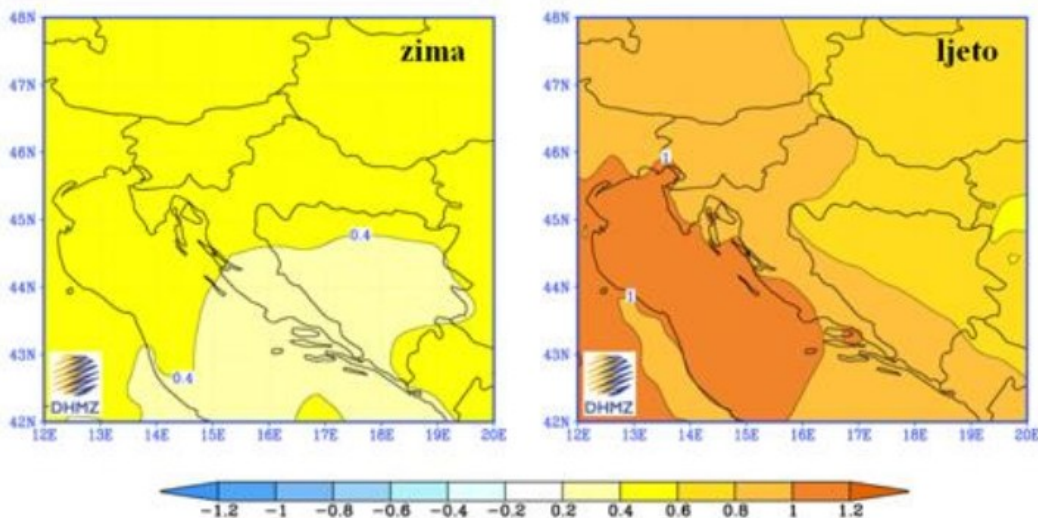 48N
47N
46N
45N
44N
43N
42N
zima
0.4
0.4
DHMZ
12E 13E 14E 15E 16E 17E 18E 19E 20E
48N
47N
46N
45N
44N
43N
42N
ljeto
1
1
DHMZ
12E 13E 14E 15E 16E 17E 18E 19E 20E
-1.2 -1 -0.8 -0.6 -0.4 -0.2 0.2 0.4 0.6 0.8 1 1.2